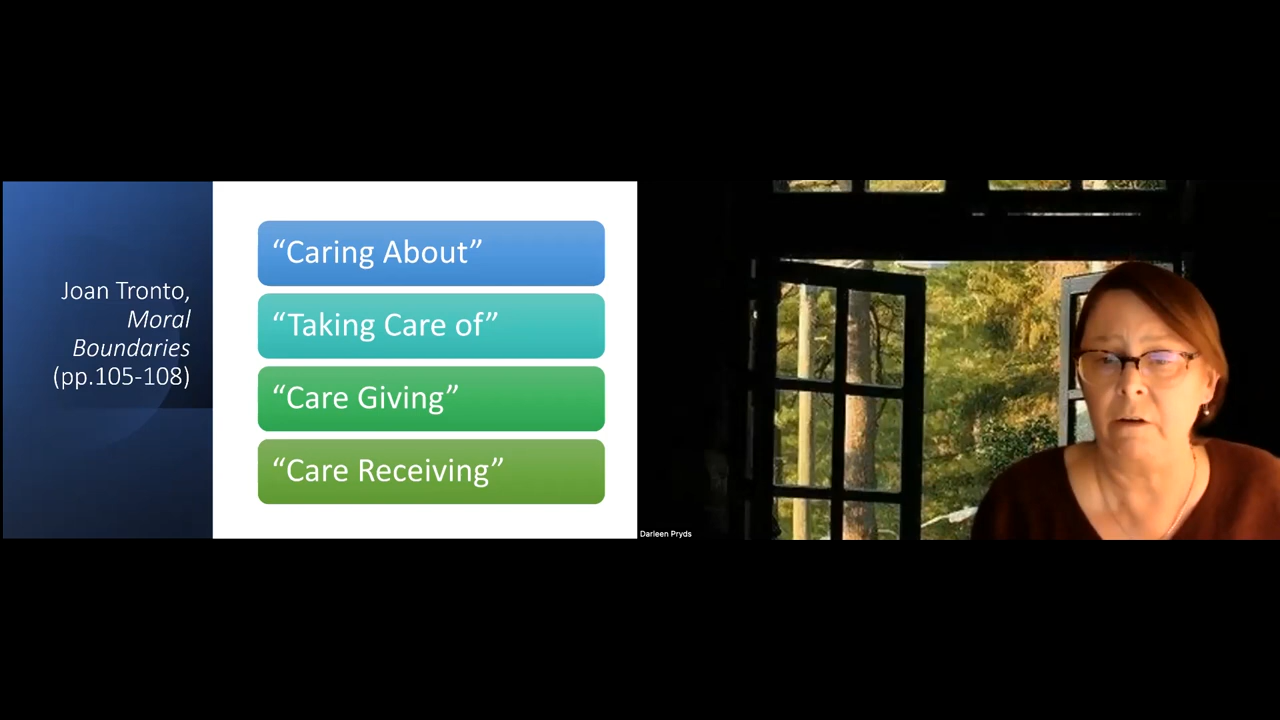 Joan Tronto,
Moral
Boundaries
(pp.105-108)
“Caring About”
“Taking Care of”
“Care Giving”
“Care Receiving”
Darleen Pryds